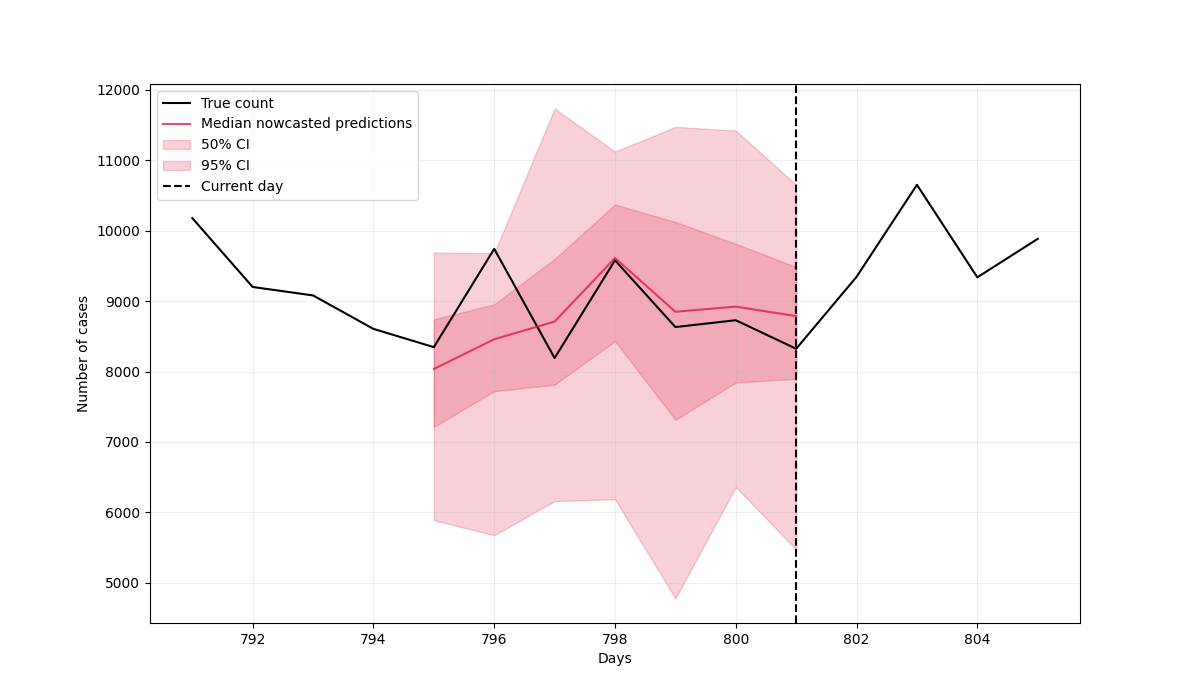 12000
11000
10000
9000
8000
7000
6000
5000
Number of cases
True count
Median nowcasted predictions
50% CI
95% CI
Current day
792 794 796 798 800 802 804
Days